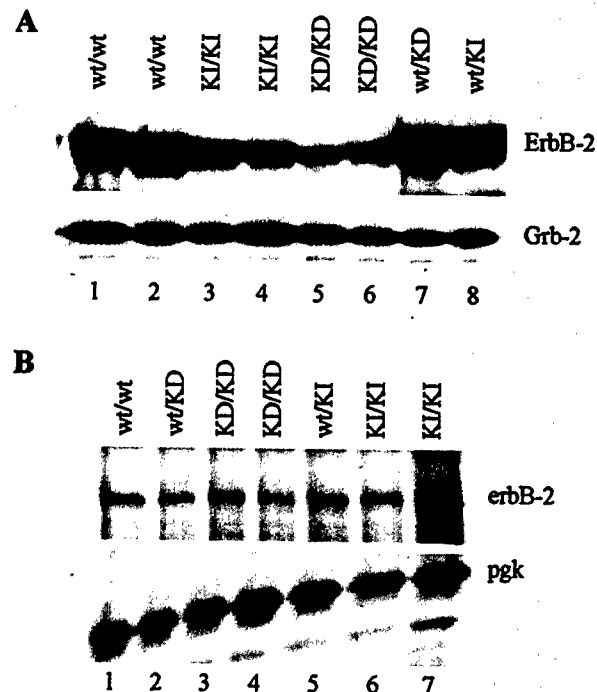 A
wt/wt wt/wt KI/KI KI/KI KD/KD KD/KD wt/KD wt/KI
ErbB-2
Grb-2
1 2 3 4 5 6 7 8
B
wt/wt wt/KD KD/KD KD/KD wt/KI KI/KI KI/KI
erbB-2
pgk
1 2 3 4 5 6 7